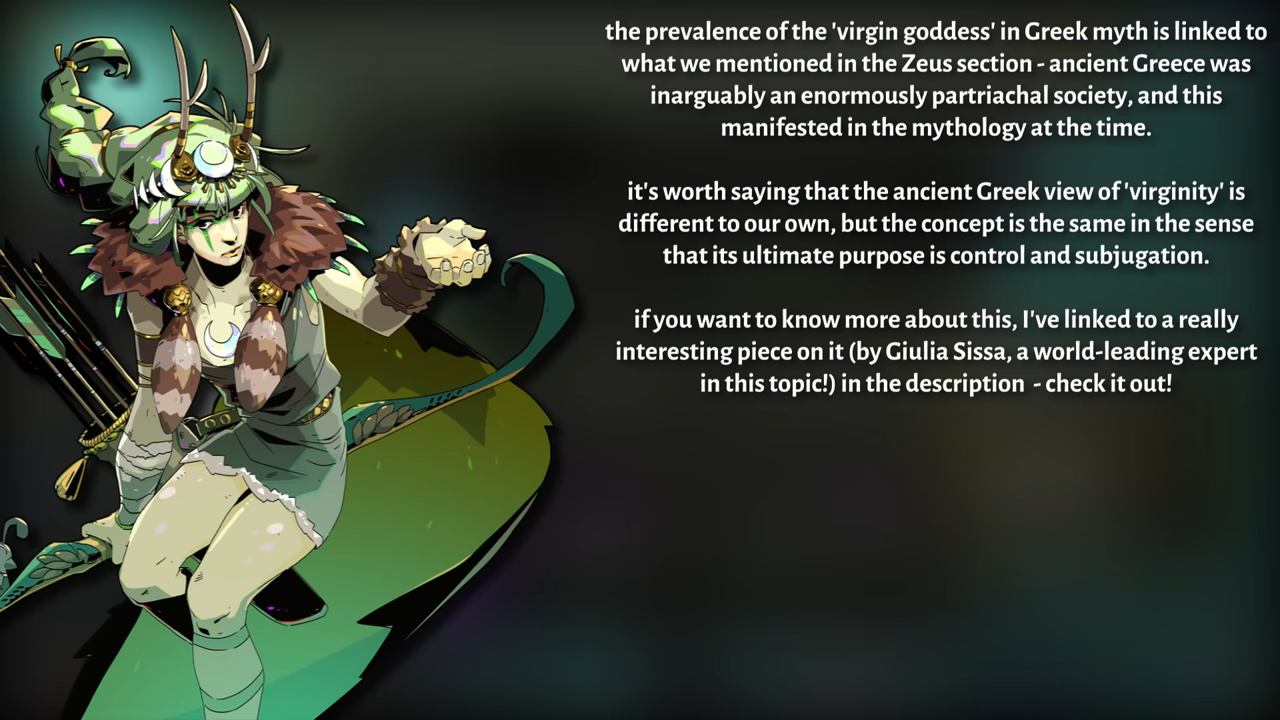 the prevalence of the 'virgin goddess' in Greek myth is linked to
what we mentioned in the Zeus section - ancient Greece was
inarguably an enormously partriachal society, and this
manifested in the mythology at the time.
it's worth saying that the ancient Greek view of 'virginity' is
different to our own, but the concept is the same in the sense
that its ultimate purpose is control and subjugation.
if you want to know more about this, I've linked to a really
interesting piece on it (by Giulia Sissa, a world-leading expert
in this topic!) in the description - check it out!